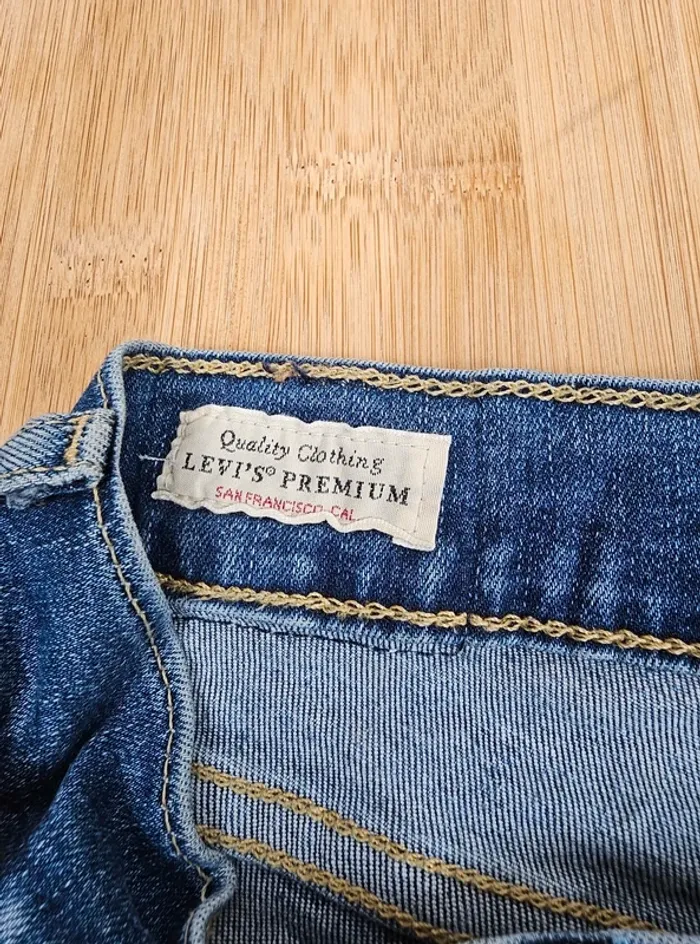 Quality Clothing
LEVI'S® PREMIUM
SAN FRANCISCO CAL